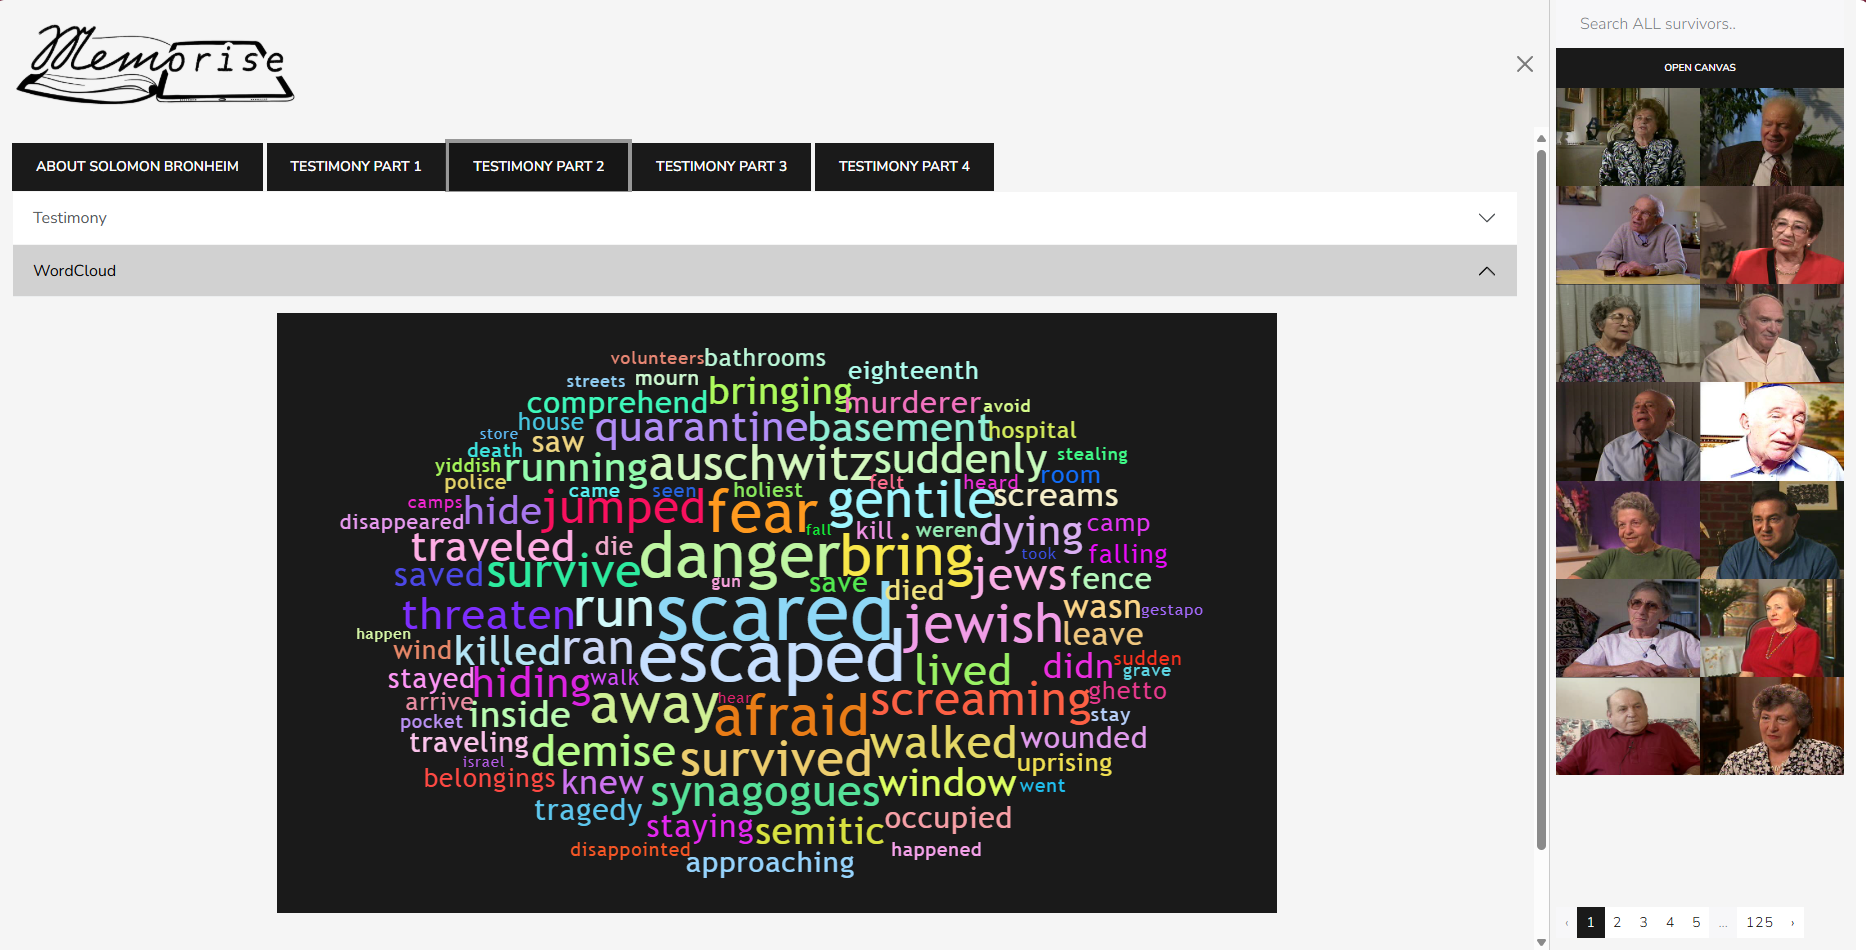 Memorise
Search ALL survivors..
OPEN CANVAS
ABOUT SOLOMON BRONHEIM
TESTIMONY PART 1
TESTIMONY PART 2
TESTIMONY PART 3
TESTIMONY PART 4
Testimony
WordCloud
volunteers bathrooms
streets mourn bringing eighteenth
comprehend murderer avoid
house quarantine basement hospital
store saw
death running auschwitz suddenly stealing
yiddish room
police came seen holiest felt heard
camps hide jumped fear gentile screams
disappeared fall kill weren dying camp
traveled die danger bring took falling
saved survive gun save died jews fence
threaten run scared jewish wasn gestapo
happen leave
wind killed ran escaped lived didn sudden
stayed hiding walk grave
arrive away hear afraid screaming ghetto
pocket inside stay
traveling demise survived walked wounded
israel uprising
belongings knew synagogues window went
tragedy staying semitic occupied
disappointed approaching happened
‹ 1 2 3 4 5 ... 125 ›